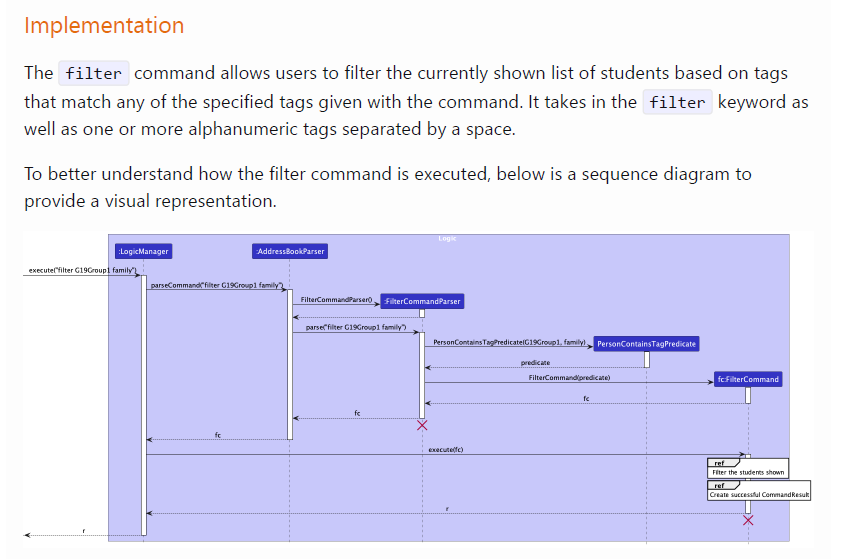 Implementation
The filter command allows users to filter the currently shown list of students based on tags
that match any of the specified tags given with the command. It takes in the filter keyword as
well as one or more alphanumeric tags separated by a space.
To better understand how the filter command is executed, below is a sequence diagram to
provide a visual representation.
Logic
:LogicManager
:AddressBookParser
execute("filter G19Group1 family")
parseCommand("filter G19Group1 family")
FilterCommandParser()
:FilterCommandParser
parse("filter G19Group1 family")
PersonContainsTagPredicate(G19Group1, family)
PersonContainsTagPredicate
predicate
FilterCommand(predicate)
fc:FilterCommand
fc
fc
fc
execute(fc)
ref
Filter the students shown
ref
Create successful CommandResult
r
r